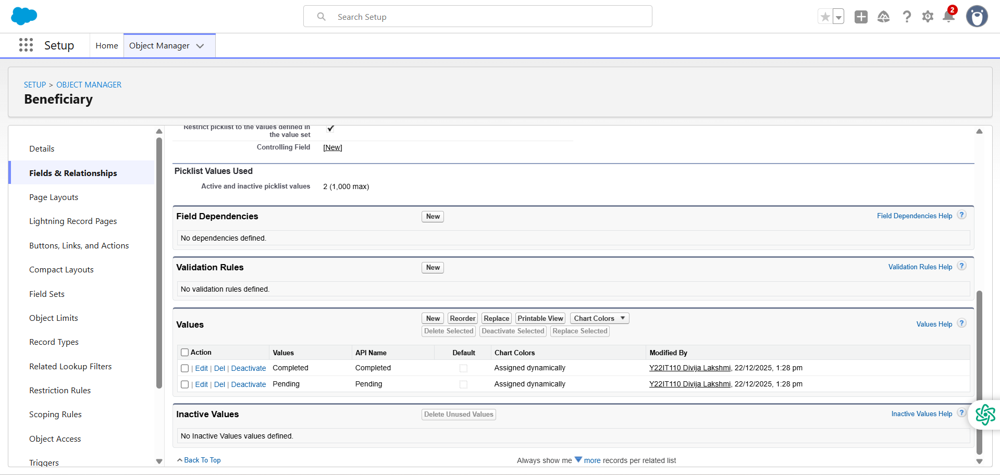 Search Setup
2
Setup
Home
Object Manager
SETUP > OBJECT MANAGER
Beneficiary
Details
Fields & Relationships
Page Layouts
Lightning Record Pages
Buttons, Links, and Actions
Compact Layouts
Field Sets
Object Limits
Record Types
Related Lookup Filters
Restriction Rules
Scoping Rules
Object Access
Triggers
Restrict picklist to the values defined in
the value set
Controlling Field [New]
Picklist Values Used
Active and inactive picklist values 2 (1,000 max)
Field Dependencies New Field Dependencies Help ?
No dependencies defined.
Validation Rules New Validation Rules Help ?
No validation rules defined.
Values New Reorder Replace Printable View Chart Colors Values Help ?
Delete Selected Deactivate Selected Replace Selected
Action Values API Name Default Chart Colors Modified By
| Edit | Del | Deactivate Completed Completed Assigned dynamically Y22IT110 Divija Lakshmi, 22/12/2025, 1:28 pm
| Edit | Del | Deactivate Pending Pending Assigned dynamically Y22IT110 Divija Lakshmi, 22/12/2025, 1:28 pm
Inactive Values Delete Unused Values Inactive Values Help ?
No Inactive Values values defined.
Back To Top Always show me more records per related list